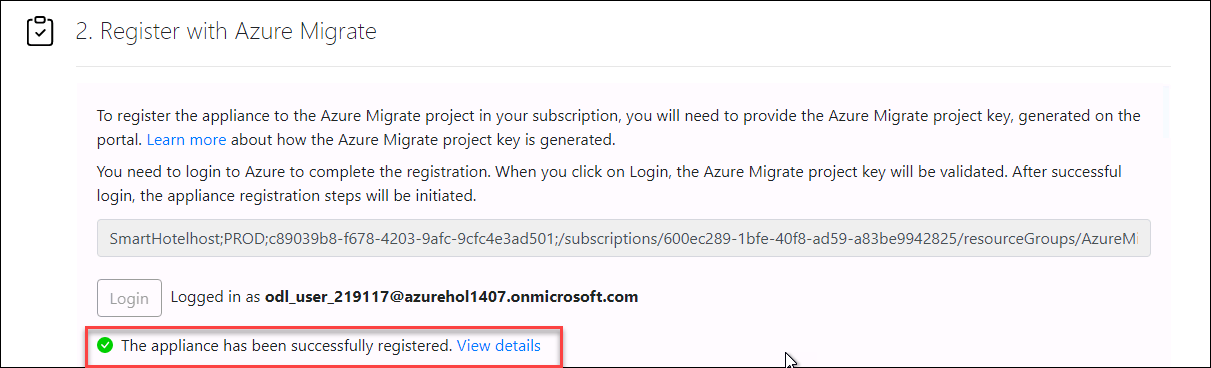 2. Register with Azure Migrate
To register the appliance to the Azure Migrate project in your subscription, you will need to provide the Azure Migrate project key, generated on the
portal. Learn more about how the Azure Migrate project key is generated.
You need to login to Azure to complete the registration. When you click on Login, the Azure Migrate project key will be validated. After successful
login, the appliance registration steps will be initiated.
SmartHotelhost;PROD;c89039b8-f678-4203-9afc-9cfc4e3ad501;/subscriptions/600ec289-1bfe-40f8-ad59-a83be9942825/resourceGroups/AzureMi
Login Logged in as odl_user_219117@azurehol1407.onmicrosoft.com
The appliance has been successfully registered. View details